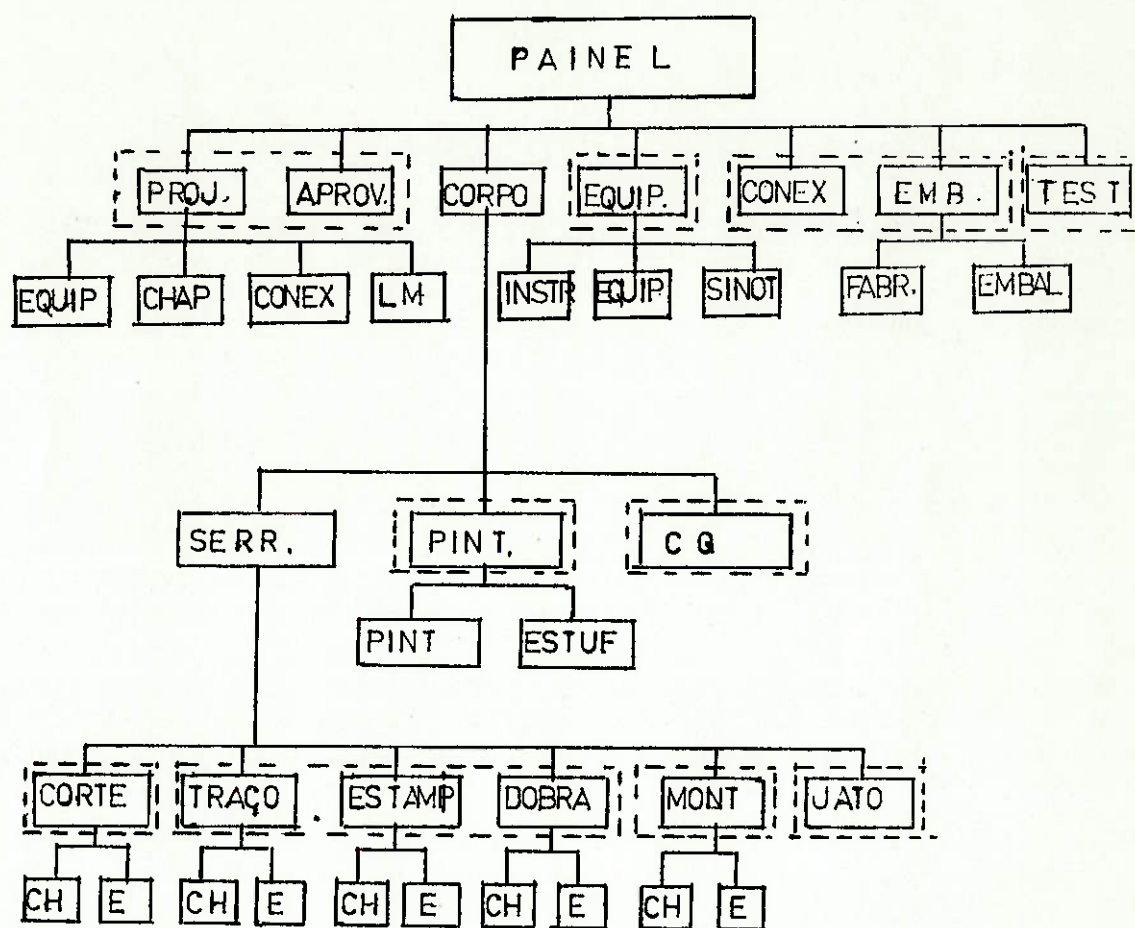 PAINEL
PROJ. APROV. CORPO EQUIP. CONEX EMB. TEST
EQUIP CHAP CONEX LM INSTR EQUIP SINOT FABR. EMBAL
SERR. PINT. CQ
PINT ESTUF
CORTE TRAÇO ESTAMP DOBRA MONT JATO
CH E CH E CH E CH E CH E